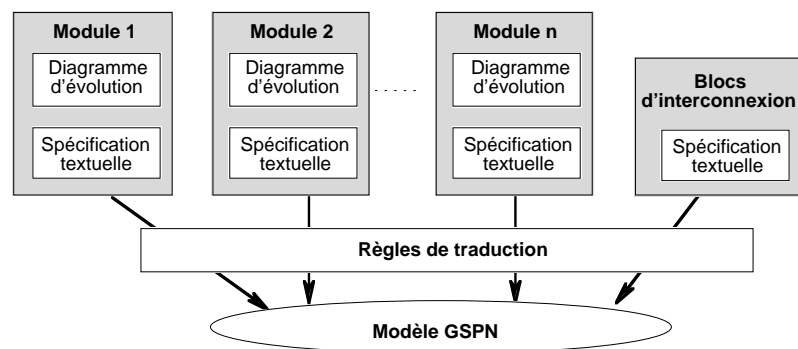 Module 1
Diagramme
d'évolution
Spécification
textuelle
Module 2
Diagramme
d'évolution
Spécification
textuelle
. . . . .
Module n
Diagramme
d'évolution
Spécification
textuelle
Blocs
d'interconnexion
Spécification
textuelle
Règles de traduction
Modèle GSPN